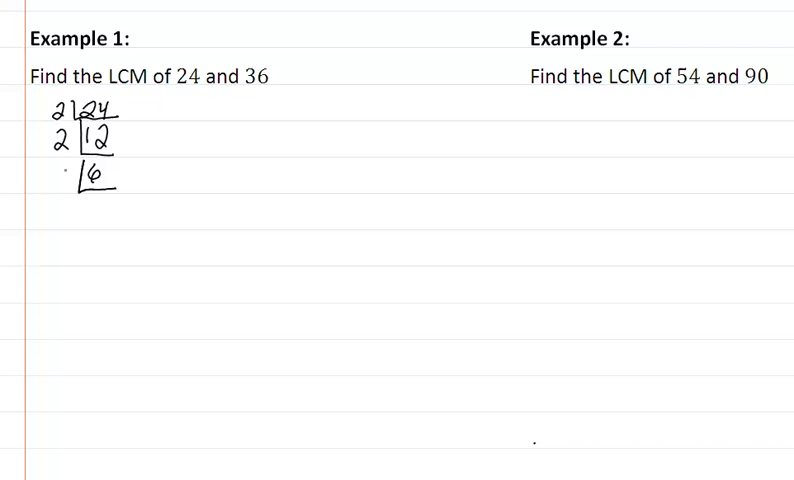 Example 1:
Find the LCM of 24 and 36
2 24
2 12
6
Example 2:
Find the LCM of 54 and 90